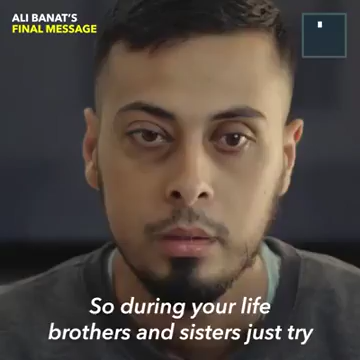 ALI BANAT'S
FINAL MESSAGE
So during your life
brothers and sisters just try